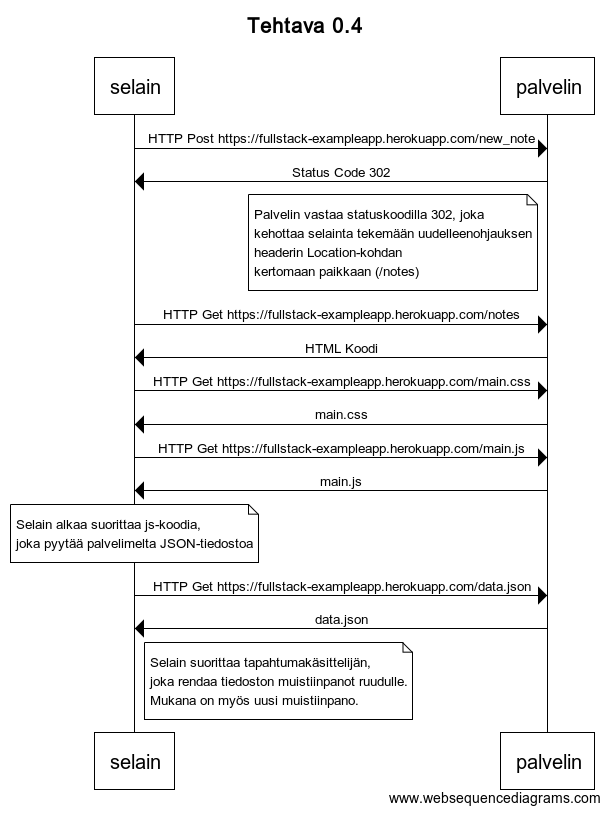 Tehtava 0.4
selain
palvelin
HTTP Post https://fullstack-exampleapp.herokuapp.com/new_note
Status Code 302
Palvelin vastaa statuskoodilla 302, joka
kehottaa selainta tekemään uudelleenohjauksen
headerin Location-kohdan
kertomaan paikkaan (/notes)
HTTP Get https://fullstack-exampleapp.herokuapp.com/notes
HTML Koodi
HTTP Get https://fullstack-exampleapp.herokuapp.com/main.css
main.css
HTTP Get https://fullstack-exampleapp.herokuapp.com/main.js
main.js
Selain alkaa suorittaa js-koodia,
joka pyytää palvelimelta JSON-tiedostoa
HTTP Get https://fullstack-exampleapp.herokuapp.com/data.json
data.json
Selain suorittaa tapahtumakäsittelijän,
joka rendaa tiedoston muistiinpanot ruudulle.
Mukana on myös uusi muistiinpano.
selain
palvelin
www.websequencediagrams.com